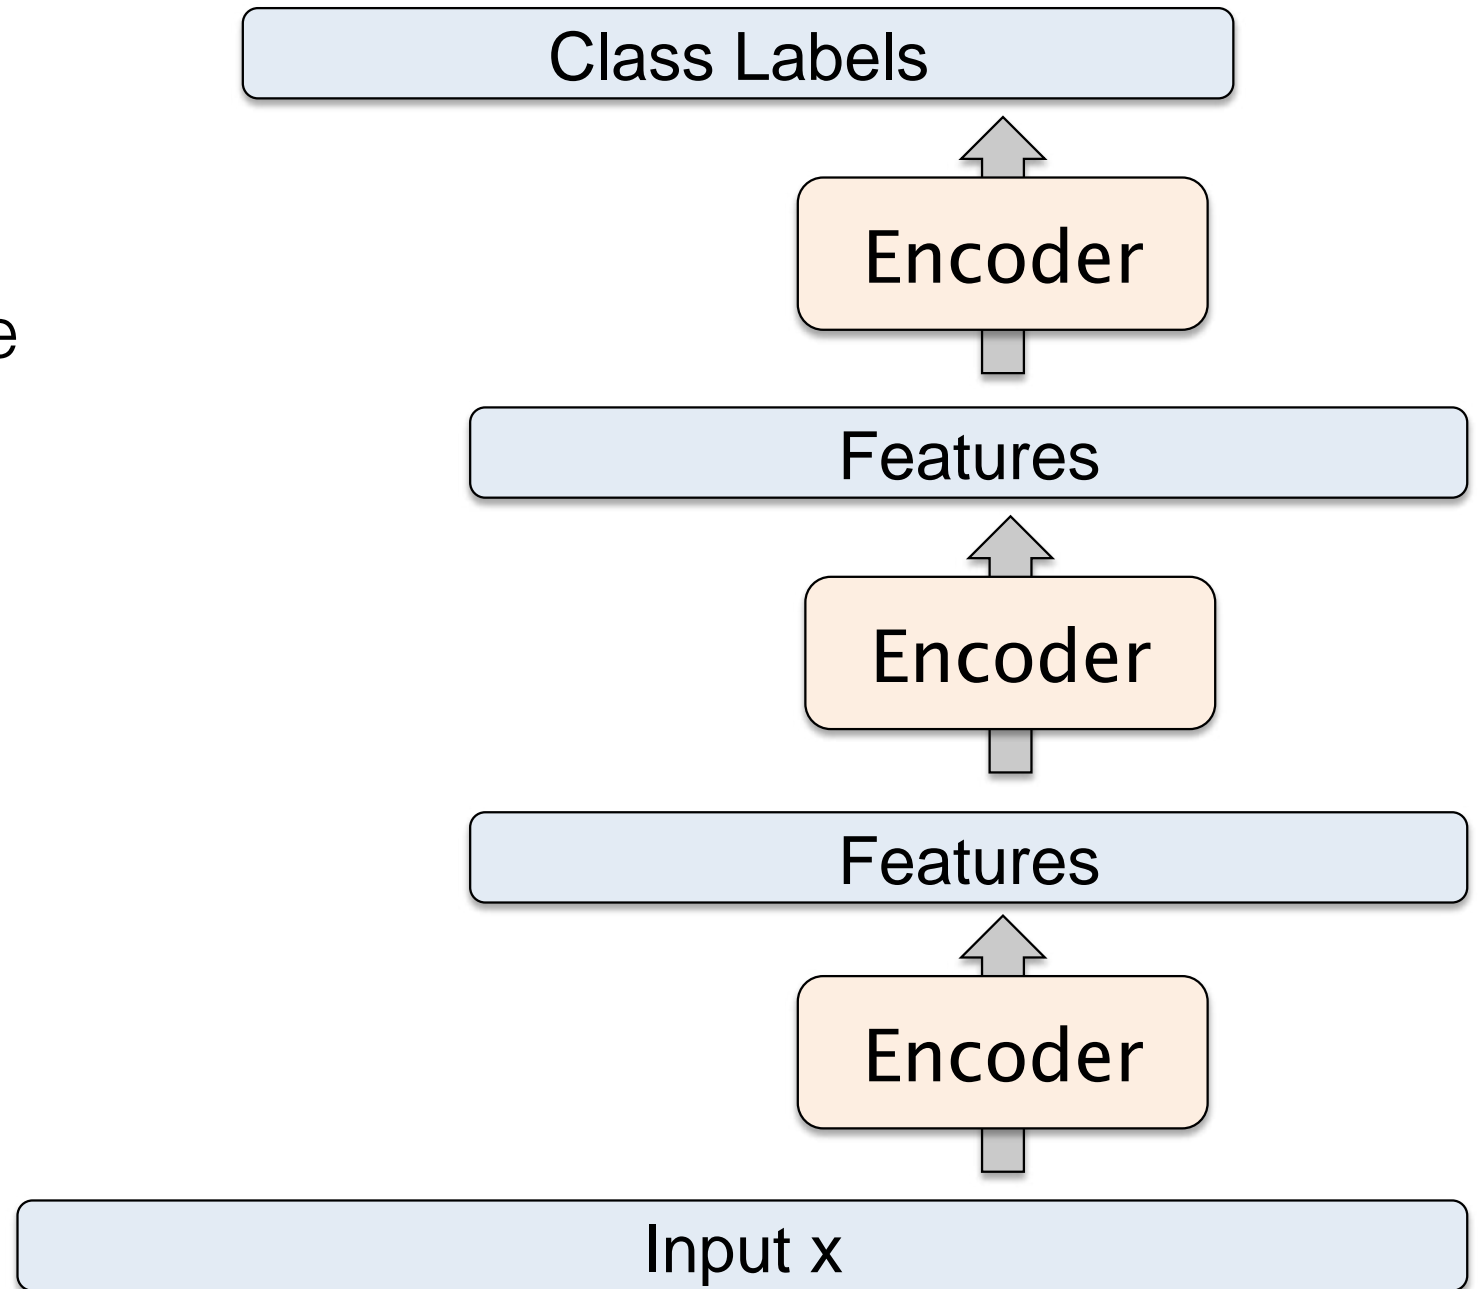 Class Labels
Encoder
e
Features
Encoder
Features
Encoder
Input x